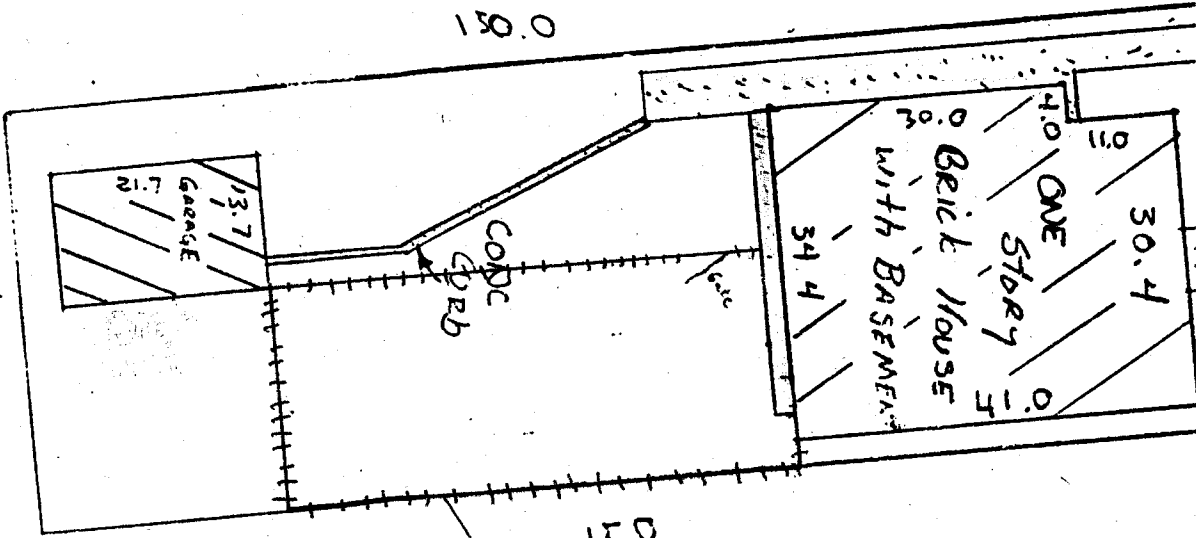 150.0
21.7
13.7
GARAGE
CONC
CURb
Gate
34.4
30.0
4.0
11.0
30.4
ONE
STORY
BRICK HOUSE
WITH BASEMENT
41.0